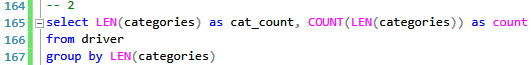 164 -- 2
165 select LEN(categories) as cat_count, COUNT(LEN(categories)) as count
166 from driver
167 group by LEN(categories)